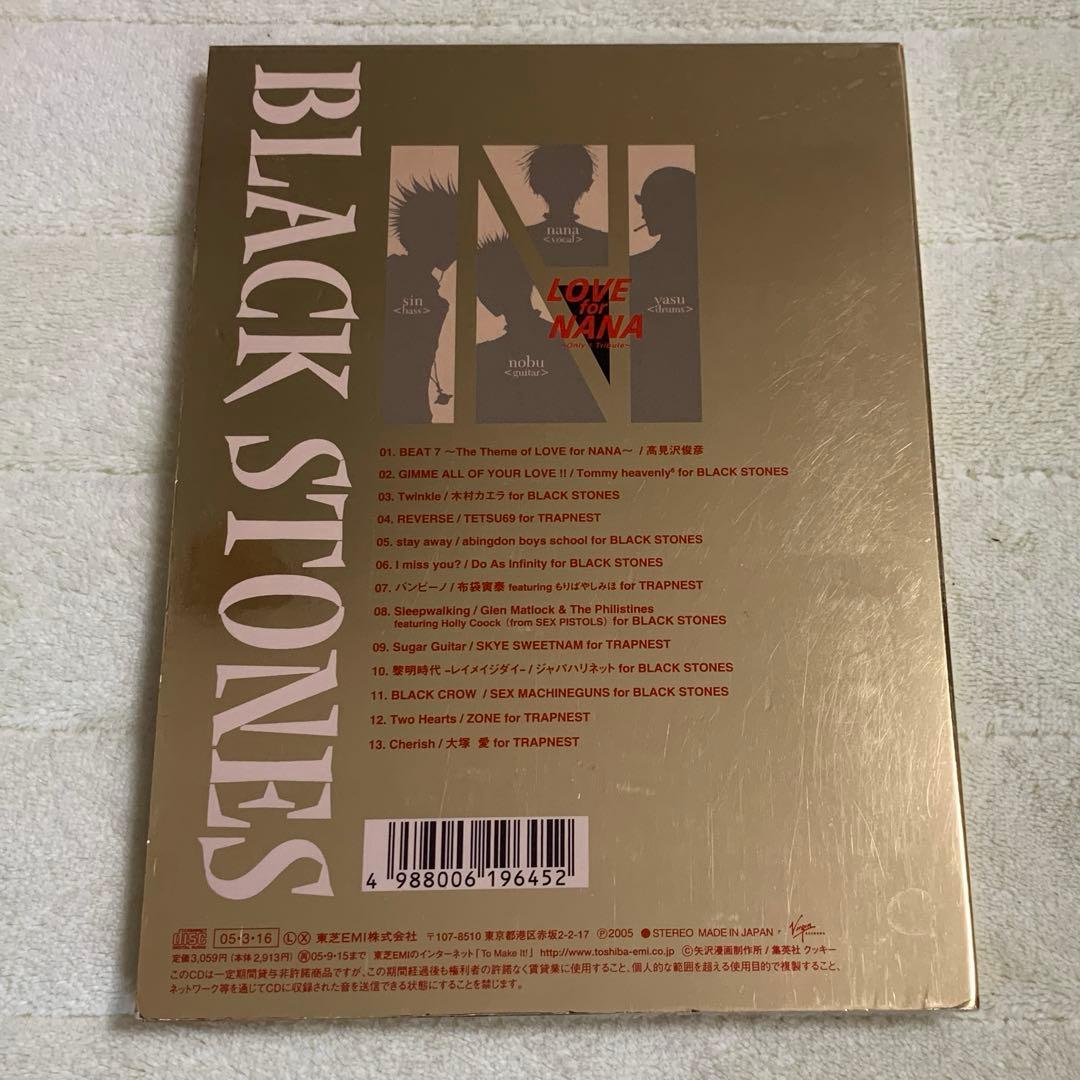 BLACK STONES
nana
<vocal>
sin
<bass>
LOVE
for
NANA
~Only 1 Tribute~
yasu
<drums>
nobu
<guitar>
01. BEAT 7 ～The Theme of LOVE for NANA～ / 高見沢俊彦
02. GIMME ALL OF YOUR LOVE !! / Tommy heavenly⁶ for BLACK STONES
03. Twinkle / 木村カエラ for BLACK STONES
04. REVERSE / TETSU69 for TRAPNEST
05. stay away / abingdon boys school for BLACK STONES
06. I miss you? / Do As Infinity for BLACK STONES
07. バンビーノ / 布袋寅泰 featuring もりばやしみほ for TRAPNEST
08. Sleepwalking / Glen Matlock & The Philistines
featuring Holly Coock (from SEX PISTOLS) for BLACK STONES
09. Sugar Guitar / SKYE SWEETNAM for TRAPNEST
10. 黎明時代 -レイメイジダイ- / ジャパハリネット for BLACK STONES
11. BLACK CROW / SEX MACHINEGUNS for BLACK STONES
12. Two Hearts / ZONE for TRAPNEST
13. Cherish / 大塚 愛 for TRAPNEST
4 988006 196452
disc 05・3・16 Ⓛ Ⓧ 東芝EMI株式会社 〒107-8510 東京都港区赤坂2-2-17 Ⓟ2005 ●STEREO MADE IN JAPAN Virgin RECORDS
定価3,059円 (本体2,913円) ㋫05・9・15まで 東芝EMIのインターネット「To Make It!」 http://www.toshiba-emi.co.jp ©矢沢漫画制作所 / 集英社 クッキー
このCDは一定期間貸与非許諾商品ですが、この期間経過後も権利者の許諾なく賃貸業に使用すること、個人的な範囲を超える使用目的で複製すること、
ネットワーク等を通じてCDに収録された音を送信できる状態にすることを禁じます。